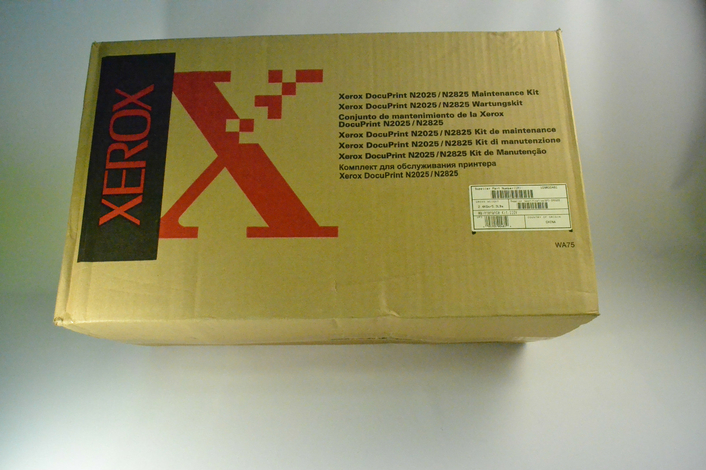 XEROX
Xerox DocuPrint N2025/N2825 Maintenance Kit
Xerox DocuPrint N2025/N2825 Wartungskit
Conjunto de mantenimiento de la Xerox
DocuPrint N2025/N2825
Xerox DocuPrint N2025/N2825 Kit de maintenance
Xerox DocuPrint N2025/N2825 Kit di manutenzione
Xerox DocuPrint N2025/N2825 Kit de Manutenção
Комплект для обслуживания принтера
Xerox DocuPrint N2025/N2825
WA75